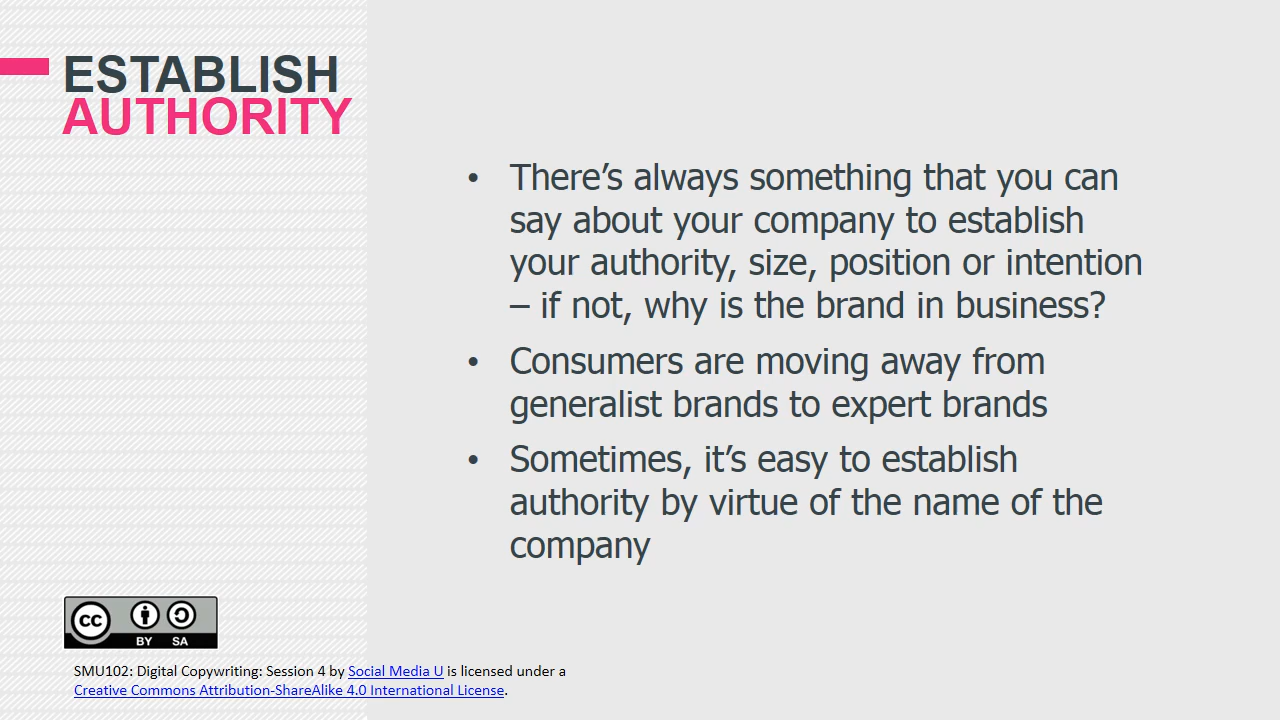 ESTABLISH
AUTHORITY
• There’s always something that you can
say about your company to establish
your authority, size, position or intention
– if not, why is the brand in business?
• Consumers are moving away from
generalist brands to expert brands
• Sometimes, it’s easy to establish
authority by virtue of the name of the
company
cc
BY SA
SMU102: Digital Copywriting: Session 4 by Social Media U is licensed under a
Creative Commons Attribution-ShareAlike 4.0 International License.